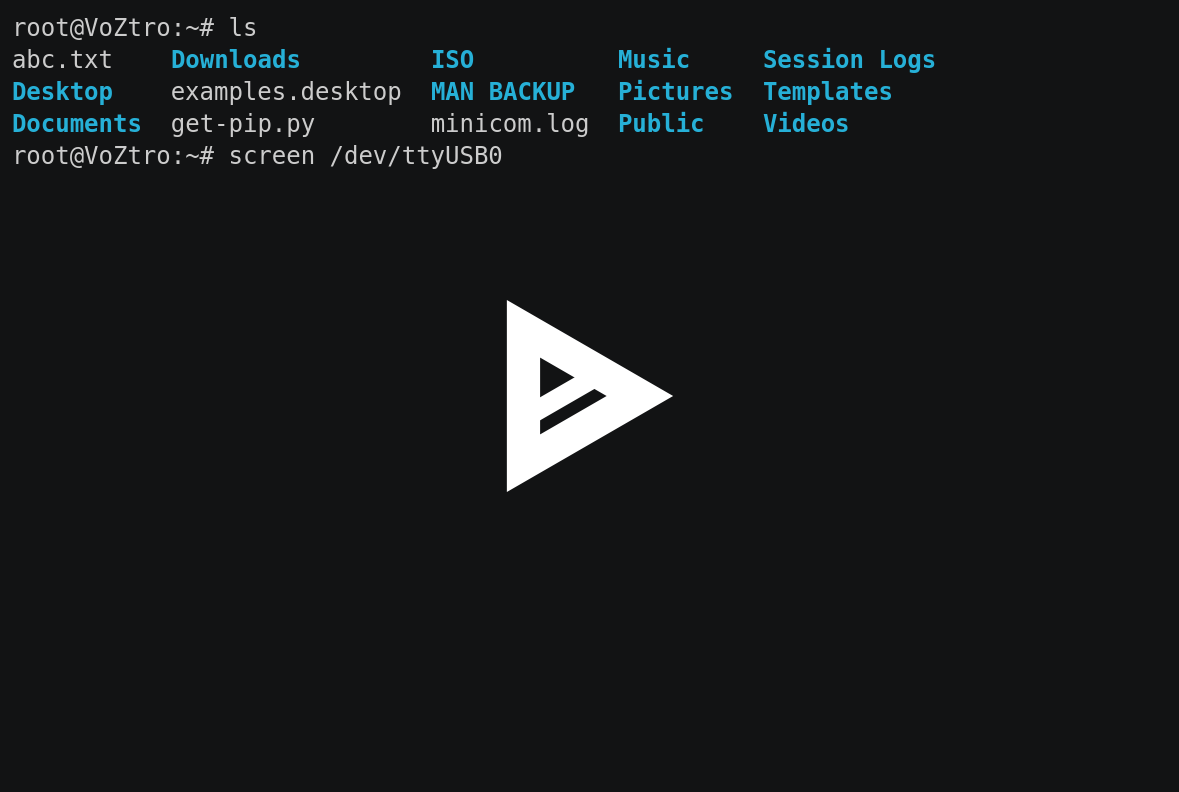 root@VoZtro:~# ls
abc.txt    Downloads         ISO          Music     Session Logs
Desktop    examples.desktop  MAN BACKUP   Pictures  Templates
Documents  get-pip.py        minicom.log  Public    Videos
root@VoZtro:~# screen /dev/ttyUSB0